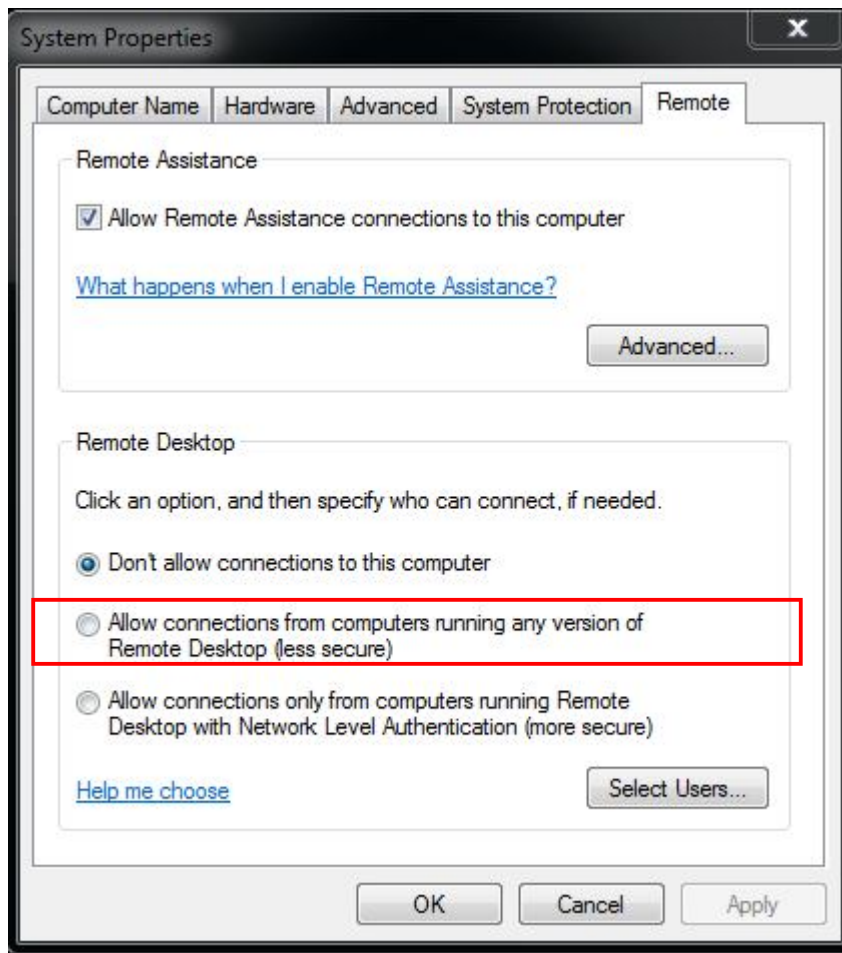 System Properties
Computer Name
Hardware
Advanced
System Protection
Remote
Remote Assistance
Allow Remote Assistance connections to this computer
What happens when I enable Remote Assistance?
Advanced...
Remote Desktop
Click an option, and then specify who can connect, if needed.
Don't allow connections to this computer
Allow connections from computers running any version of
Remote Desktop (less secure)
Allow connections only from computers running Remote
Desktop with Network Level Authentication (more secure)
Help me choose
Select Users...
OK
Cancel
Apply